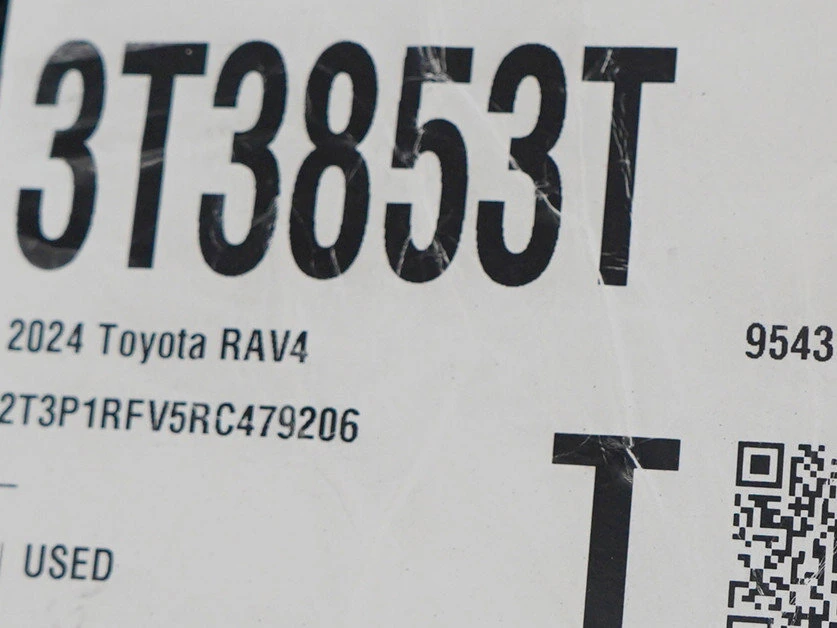 3T3853T
2024 Toyota RAV4 9543
2T3P1RFV5RC479206
T
USED